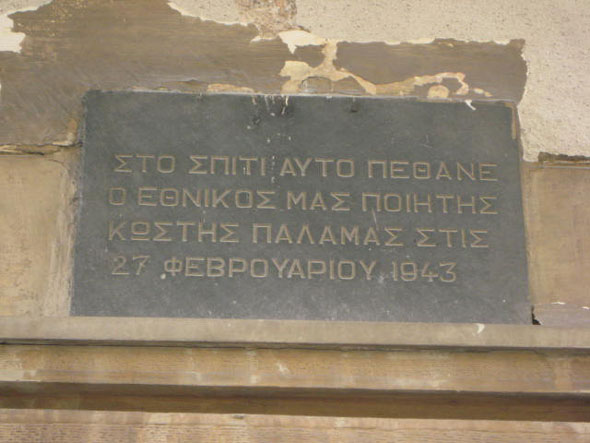 ΣΤΟ ΣΠΙΤΙ ΑΥΤΟ ΠΕΘΑΝΕ
Ο ΕΘΝΙΚΟΣ ΜΑΣ ΠΟΙΗΤΗΣ
ΚΩΣΤΗΣ ΠΑΛΑΜΑΣ ΣΤΙΣ
27 ΦΕΒΡΟΥΑΡΙΟΥ 1943